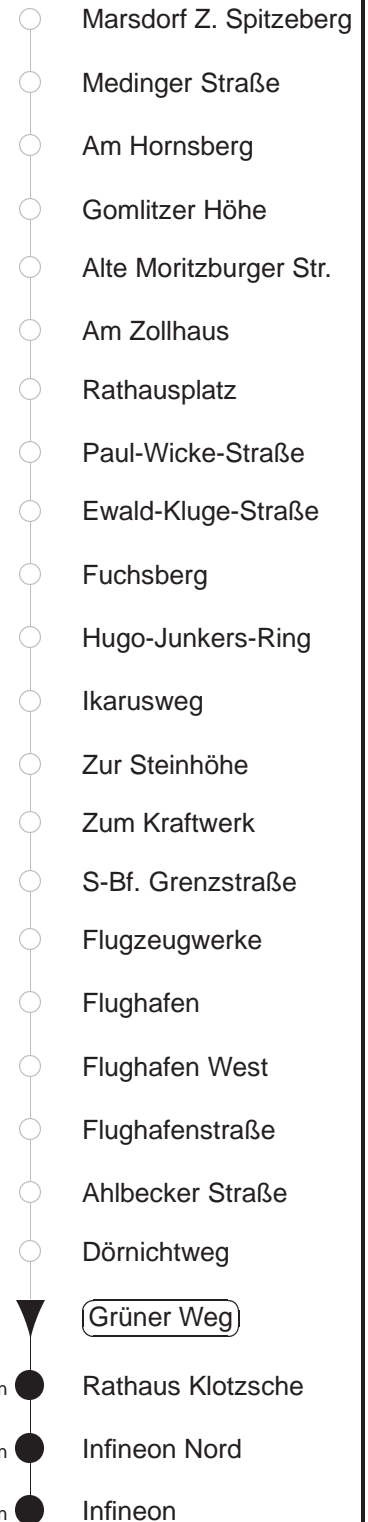 Marsdorf Z. Spitzeberg
Medinger Straße
Am Hornsberg
Gomlitzer Höhe
Alte Moritzburger Str.
Am Zollhaus
Rathausplatz
Paul-Wicke-Straße
Ewald-Kluge-Straße
Fuchsberg
Hugo-Junkers-Ring
Ikarusweg
Zur Steinhöhe
Zum Kraftwerk
S-Bf. Grenzstraße
Flugzeugwerke
Flughafen
Flughafen West
Flughafenstraße
Ahlbecker Straße
Dörnichtweg
Grüner Weg
Rathaus Klotzsche
Infineon Nord
Infineon